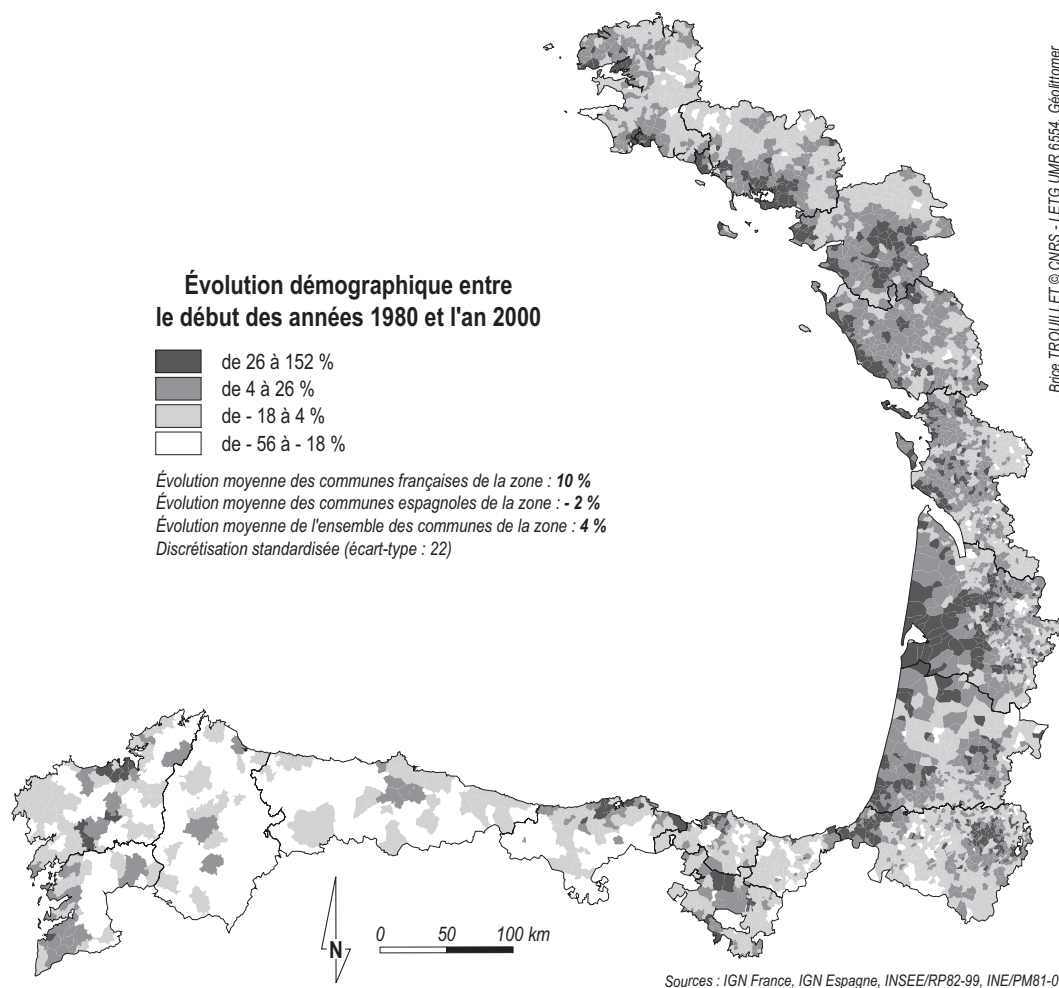 Évolution démographique entre
le début des années 1980 et l'an 2000
de 26 à 152 %
de 4 à 26 %
de - 18 à 4 %
de - 56 à - 18 %
Évolution moyenne des communes françaises de la zone : 10 %
Évolution moyenne des communes espagnoles de la zone : - 2 %
Évolution moyenne de l'ensemble des communes de la zone : 4 %
Discrétisation standardisée (écart-type : 22)
N
0 50 100 km
Sources : IGN France, IGN Espagne, INSEE/RP82-99, INE/PM81-0
Brice TROUILLET © CNRS - LETG UMR 6554, Géolittomer